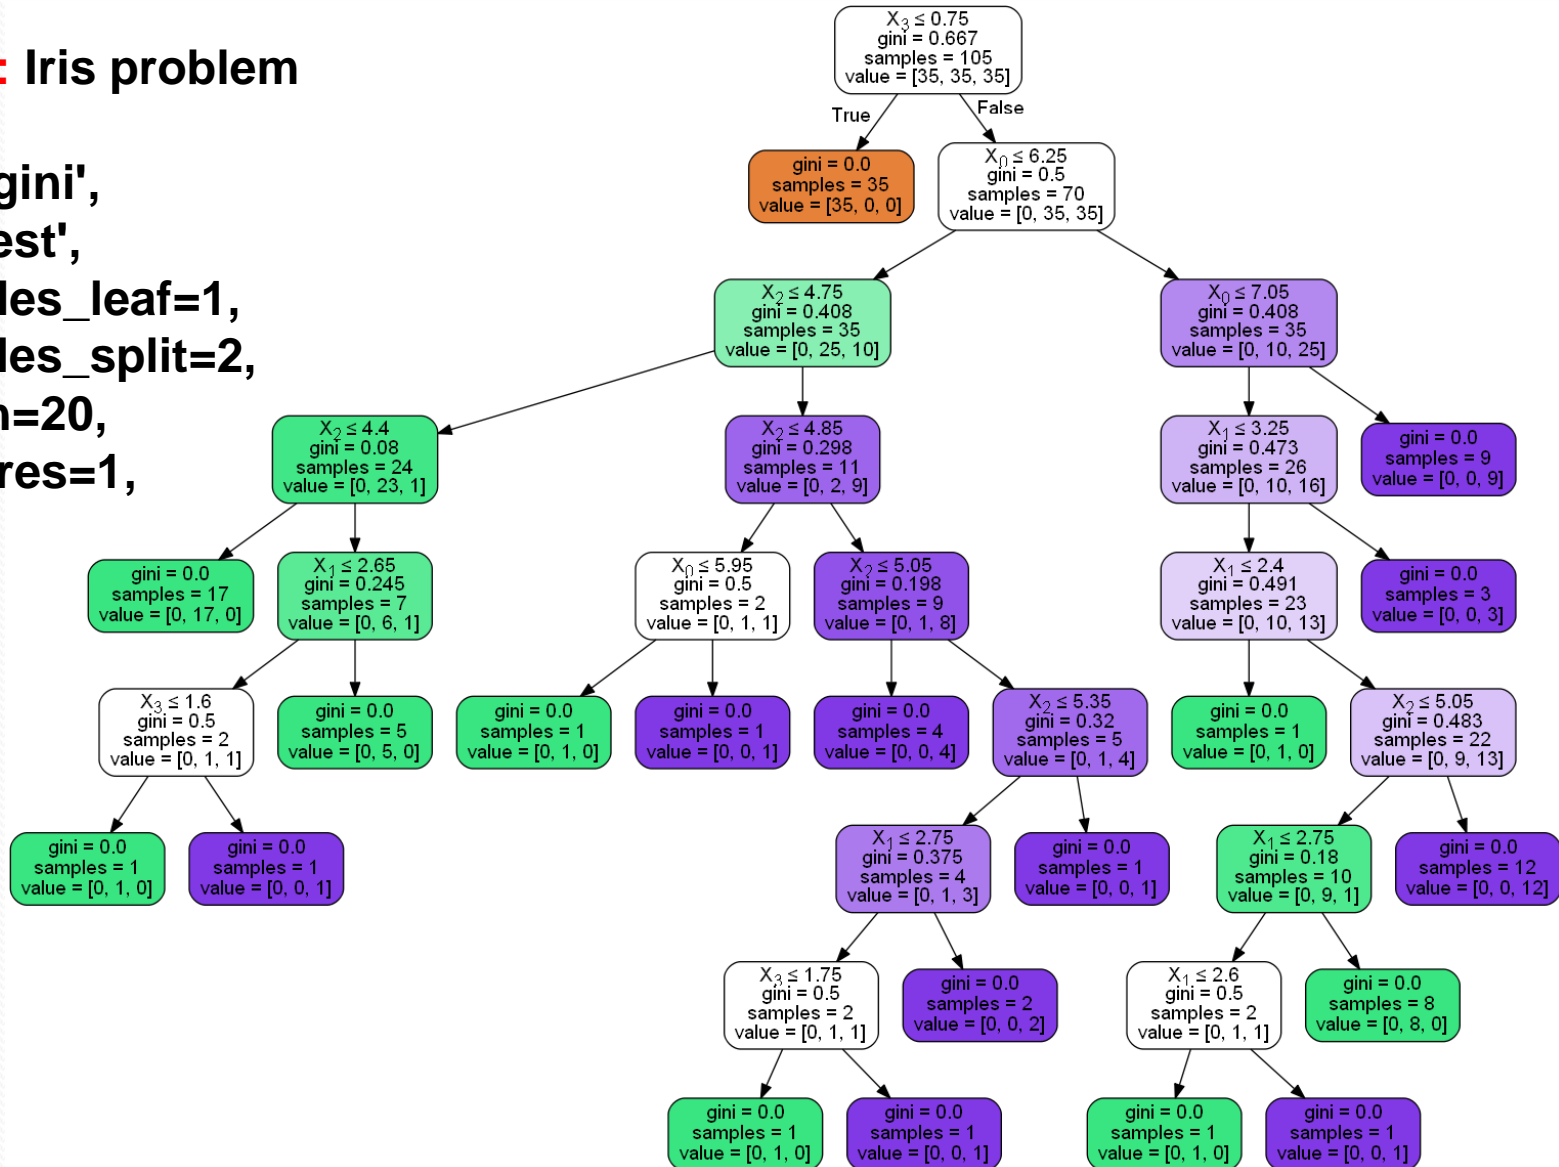 : Iris problem
gini',
est',
les_leaf=1,
les_split=2,
n=20,
res=1,
X3 ≤ 0.75
gini = 0.667
samples = 105
value = [35, 35, 35]
True
False
gini = 0.0
samples = 35
value = [35, 0, 0]
X0 ≤ 6.25
gini = 0.5
samples = 70
value = [0, 35, 35]
X2 ≤ 4.75
gini = 0.408
samples = 35
value = [0, 25, 10]
X0 ≤ 7.05
gini = 0.408
samples = 35
value = [0, 10, 25]
X2 ≤ 4.4
gini = 0.08
samples = 24
value = [0, 23, 1]
X2 ≤ 4.85
gini = 0.298
samples = 11
value = [0, 2, 9]
X1 ≤ 3.25
gini = 0.473
samples = 26
value = [0, 10, 16]
gini = 0.0
samples = 9
value = [0, 0, 9]
gini = 0.0
samples = 17
value = [0, 17, 0]
X1 ≤ 2.65
gini = 0.245
samples = 7
value = [0, 6, 1]
X0 ≤ 5.95
gini = 0.5
samples = 2
value = [0, 1, 1]
X2 ≤ 5.05
gini = 0.198
samples = 9
value = [0, 1, 8]
X1 ≤ 2.4
gini = 0.491
samples = 23
value = [0, 10, 13]
gini = 0.0
samples = 3
value = [0, 0, 3]
X3 ≤ 1.6
gini = 0.5
samples = 2
value = [0, 1, 1]
gini = 0.0
samples = 5
value = [0, 5, 0]
gini = 0.0
samples = 1
value = [0, 1, 0]
gini = 0.0
samples = 1
value = [0, 0, 1]
gini = 0.0
samples = 4
value = [0, 0, 4]
X2 ≤ 5.35
gini = 0.32
samples = 5
value = [0, 1, 4]
gini = 0.0
samples = 1
value = [0, 1, 0]
X2 ≤ 5.05
gini = 0.483
samples = 22
value = [0, 9, 13]
gini = 0.0
samples = 1
value = [0, 1, 0]
gini = 0.0
samples = 1
value = [0, 0, 1]
X1 ≤ 2.75
gini = 0.375
samples = 4
value = [0, 1, 3]
gini = 0.0
samples = 1
value = [0, 0, 1]
X1 ≤ 2.75
gini = 0.18
samples = 10
value = [0, 9, 1]
gini = 0.0
samples = 12
value = [0, 0, 12]
X3 ≤ 1.75
gini = 0.5
samples = 2
value = [0, 1, 1]
gini = 0.0
samples = 2
value = [0, 0, 2]
X1 ≤ 2.6
gini = 0.5
samples = 2
value = [0, 1, 1]
gini = 0.0
samples = 8
value = [0, 8, 0]
gini = 0.0
samples = 1
value = [0, 1, 0]
gini = 0.0
samples = 1
value = [0, 0, 1]
gini = 0.0
samples = 1
value = [0, 1, 0]
gini = 0.0
samples = 1
value = [0, 0, 1]